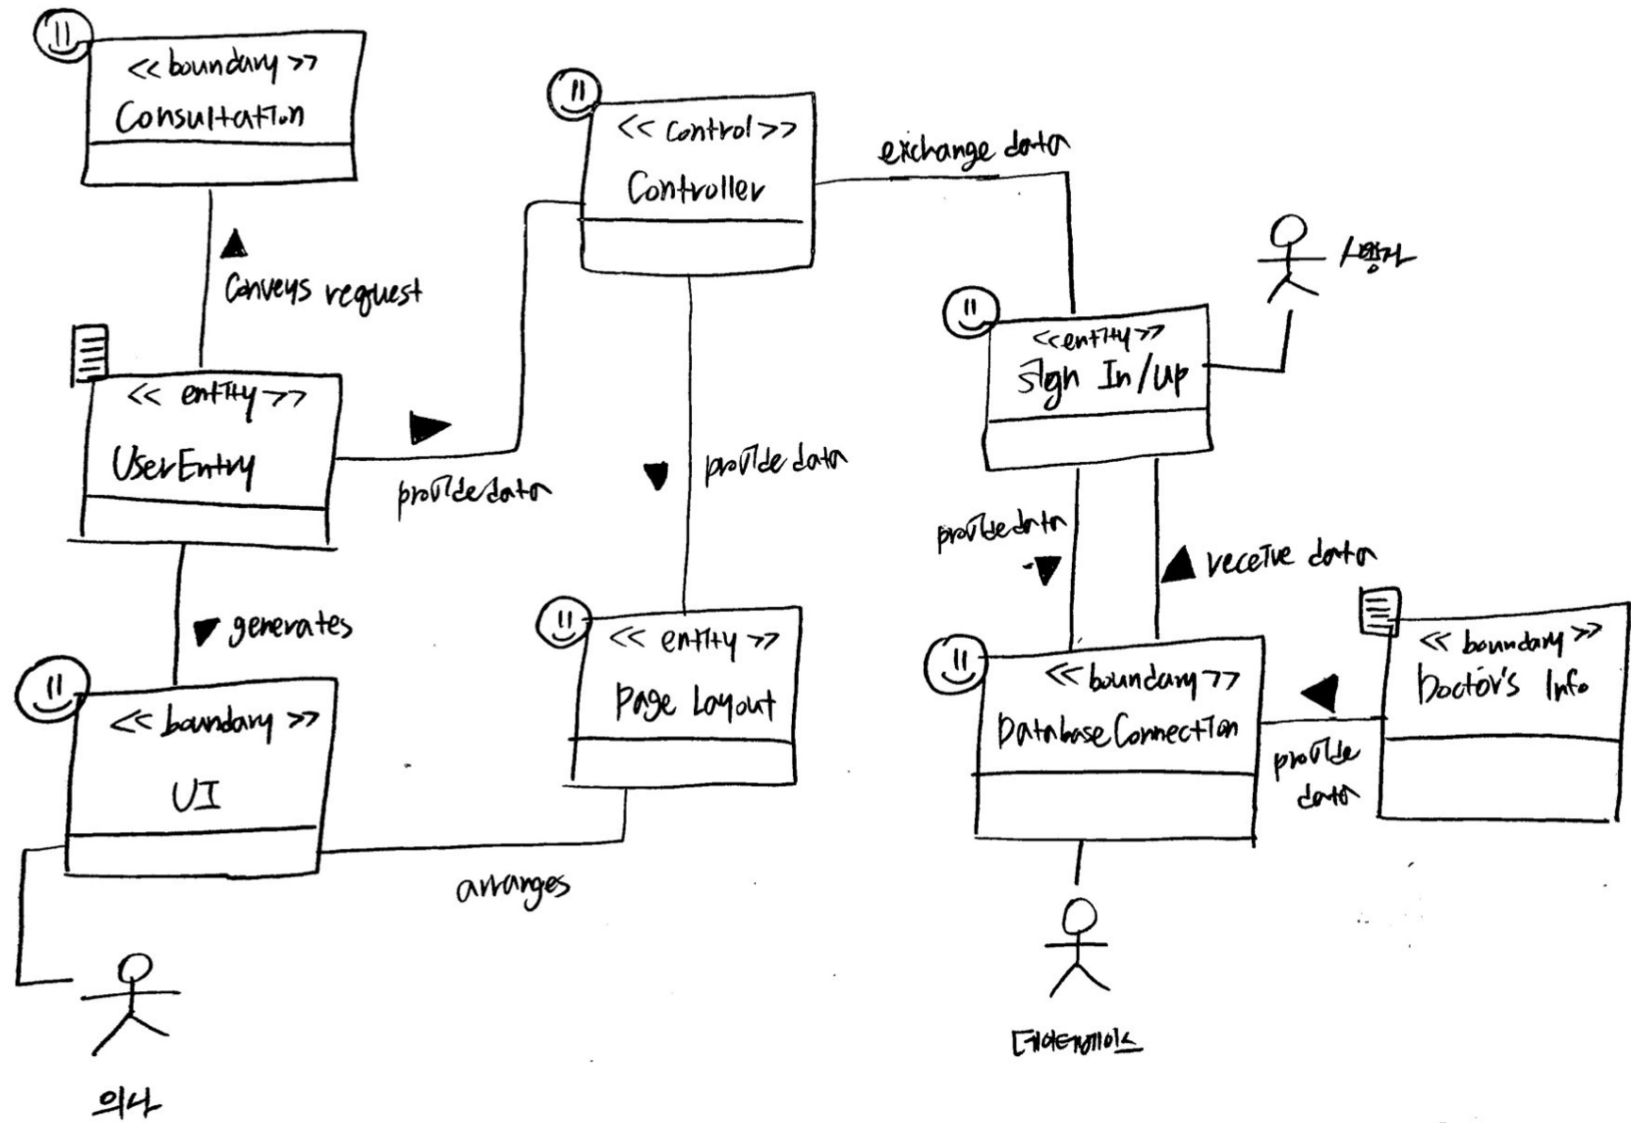 <<boundary>>
Consultation
Conveys request
<<entity>>
UserEntry
provide data
generates
<<boundary>>
UI
arranges
의사
<<control>>
Controller
exchange data
provide data
<<entity>>
Page Layout
사용자
<<entity>>
Sign In/Up
provide data
receive data
<<boundary>>
DatabaseConnection
데이터베이스
provide
data
<<boundary>>
Doctor's Info